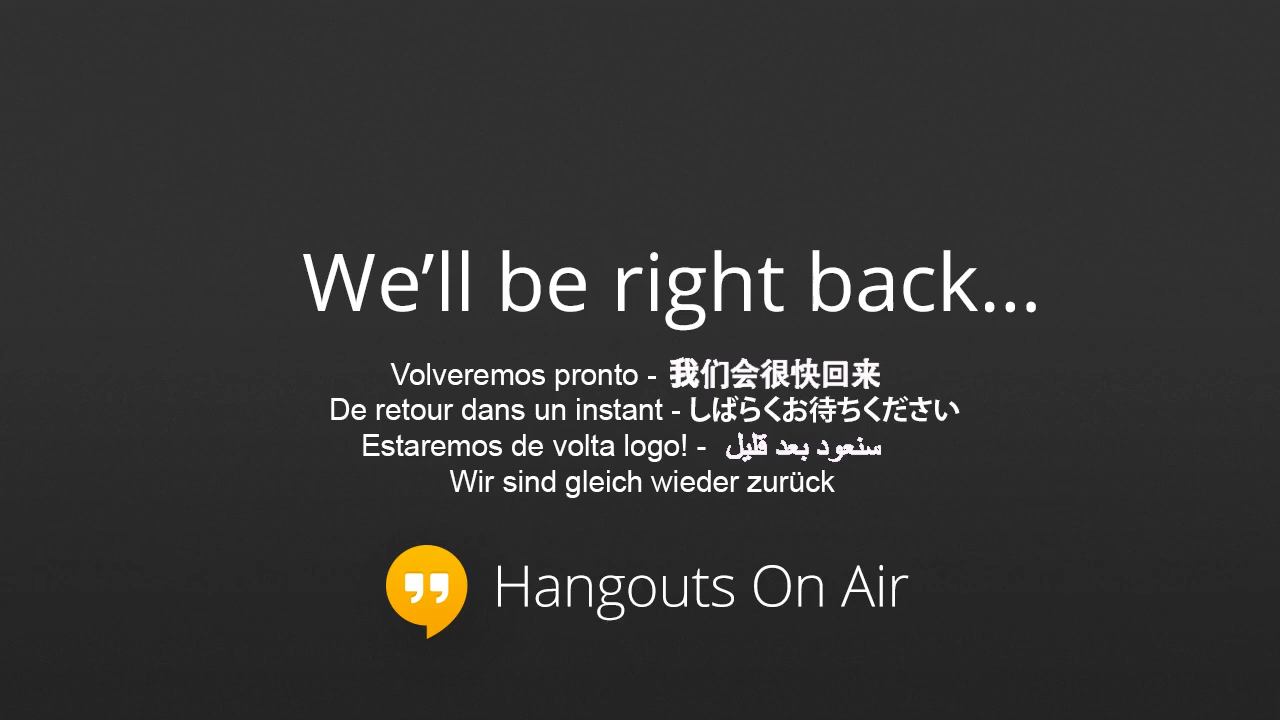 We’ll be right back...
Volveremos pronto - 我们会很快回来
De retour dans un instant - しばらくお待ちください
Estaremos de volta logo! - سنعود بعد قليل
Wir sind gleich wieder zurück
Hangouts On Air